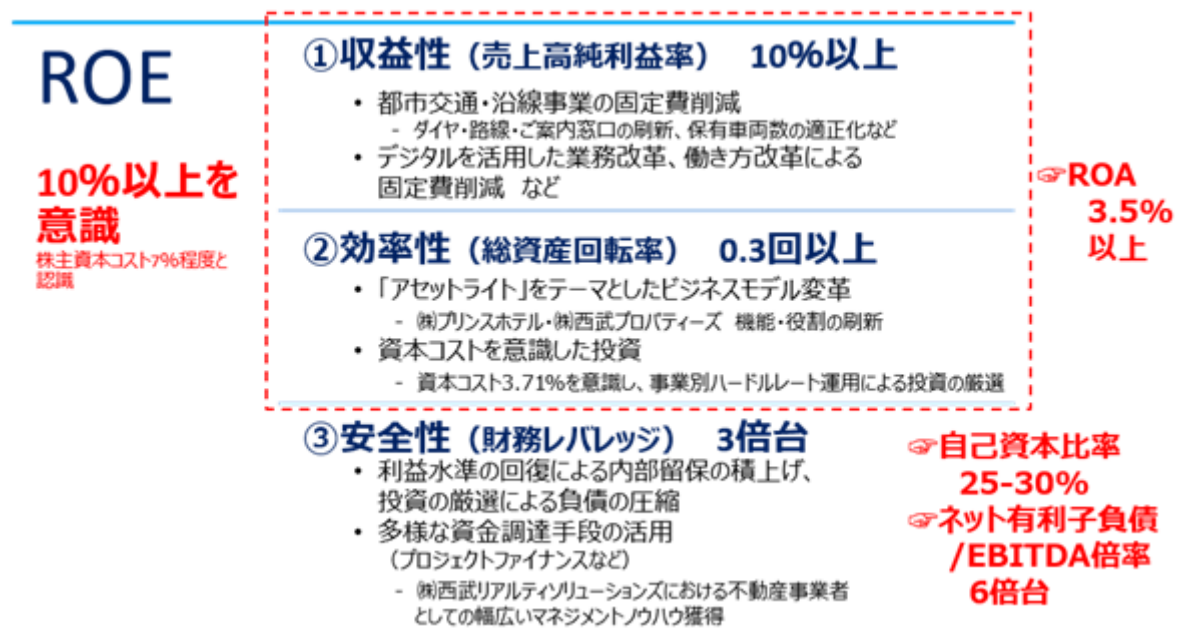 ROE
10%以上を
意識
株主資本コスト7%程度と
認識
①収益性（売上高純利益率） 10%以上
• 都市交通・沿線事業の固定費削減
- ダイヤ・路線・ご案内窓口の刷新、保有車両数の適正化など
• デジタルを活用した業務改革、働き方改革による
固定費削減 など
②効率性（総資産回転率） 0.3回以上
• 「アセットライト」をテーマとしたビジネスモデル変革
- ㈱プリンスホテル・㈱西武プロパティーズ 機能・役割の刷新
• 資本コストを意識した投資
- 資本コスト3.71%を意識し、事業別ハードルレート運用による投資の厳選
☞ROA
3.5%
以上
③安全性（財務レバレッジ） 3倍台
• 利益水準の回復による内部留保の積上げ、
投資の厳選による負債の圧縮
• 多様な資金調達手段の活用
（プロジェクトファイナンスなど）
- ㈱西武リアルティソリューションズにおける不動産事業者
としての幅広いマネジメントノウハウ獲得
☞自己資本比率
25-30%
☞ネット有利子負債
/EBITDA倍率
6倍台